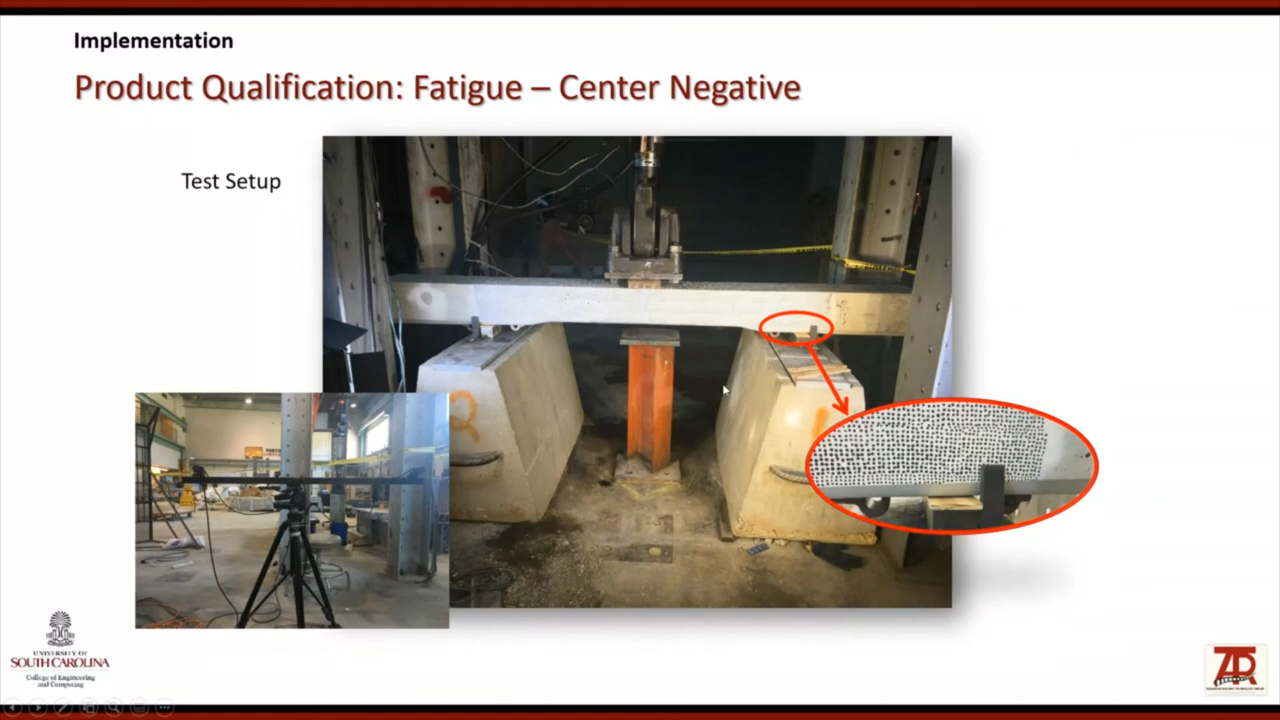 Implementation
Product Qualification: Fatigue – Center Negative
Test Setup
UNIVERSITY OF
SOUTH CAROLINA
College of Engineering
and Computing